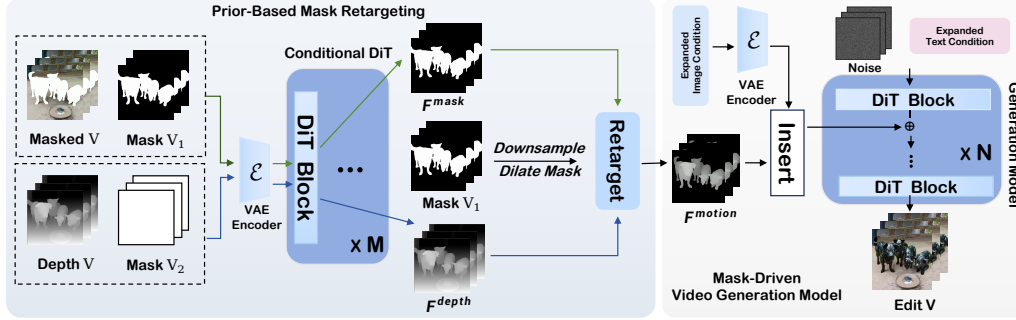 Prior-Based Mask Retargeting
Masked V
Mask V₁
Depth V
Mask V₂
ℰ
VAE
Encoder
Conditional DiT
DiT Block
...
x M
F^mask
Mask V₁
F^depth
Downsample
Dilate Mask
Retarget
F^motion
Expanded
Image Condition
ℰ
VAE
Encoder
Insert
Noise
Expanded
Text Condition
DiT Block
⊕
...
x N
DiT Block
Generation Model
Edit V
Mask-Driven
Video Generation Model